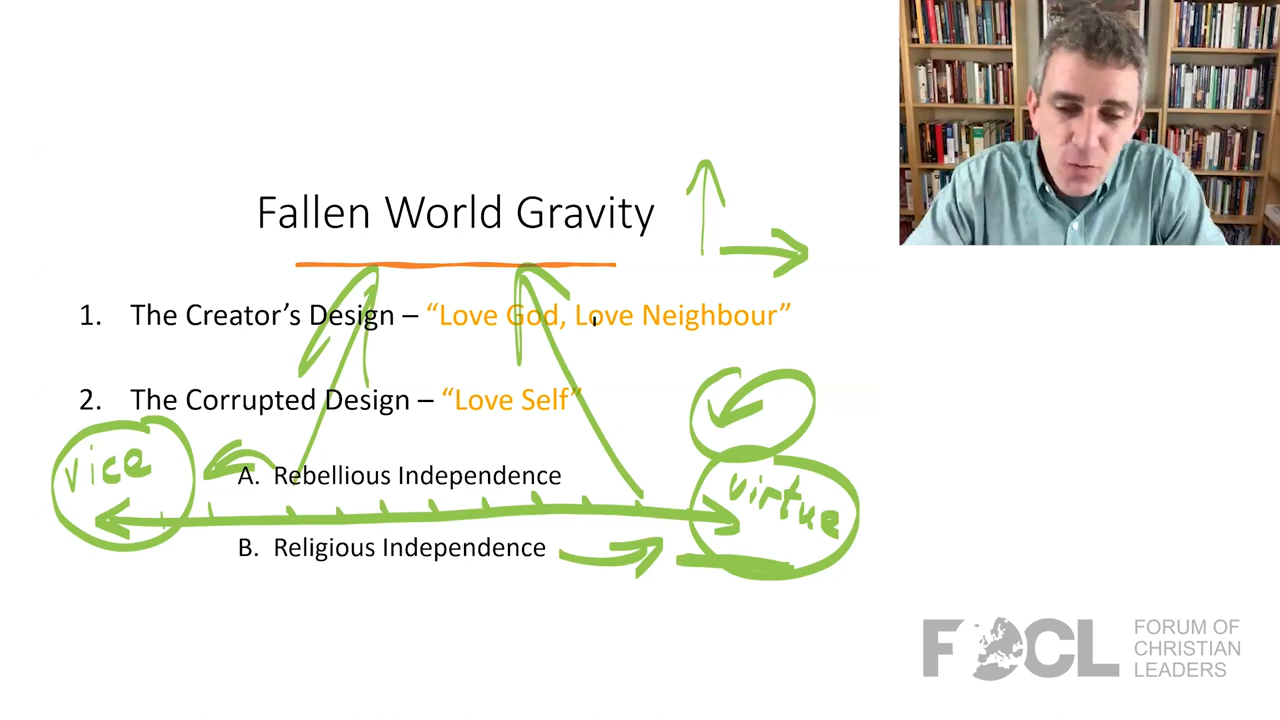 Fallen World Gravity
1. The Creator's Design – “Love God, Love Neighbour”
2. The Corrupted Design – “Love Self”
vice
A. Rebellious Independence
virtue
B. Religious Independence
FOCL
FORUM OF
CHRISTIAN
LEADERS